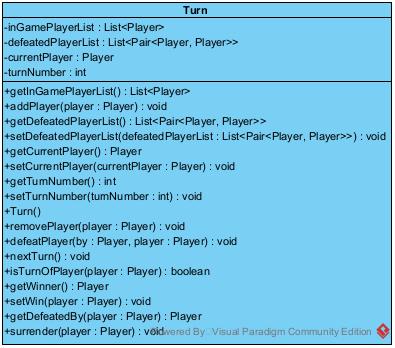 Turn
-inGamePlayerList : List<Player>
-defeatedPlayerList : List<Pair<Player, Player>>
-currentPlayer : Player
-turnNumber : int
+getInGamePlayerList() : List<Player>
+addPlayer(player : Player) : void
+getDefeatedPlayerList() : List<Pair<Player, Player>>
+setDefeatedPlayerList(defeatedPlayerList : List<Pair<Player, Player>>) : void
+getCurrentPlayer() : Player
+setCurrentPlayer(currentPlayer : Player) : void
+getTurnNumber() : int
+setTurnNumber(turnNumber : int) : void
+Turn()
+removePlayer(player : Player) : void
+defeatPlayer(by : Player, player : Player) : void
+nextTurn() : void
+isTurnOfPlayer(player : Player) : boolean
+getWinner() : Player
+setWin(player : Player) : void
+getDefeatedBy(player : Player) : Player
+surrender(player : Player) : void
Powered By Visual Paradigm Community Edition